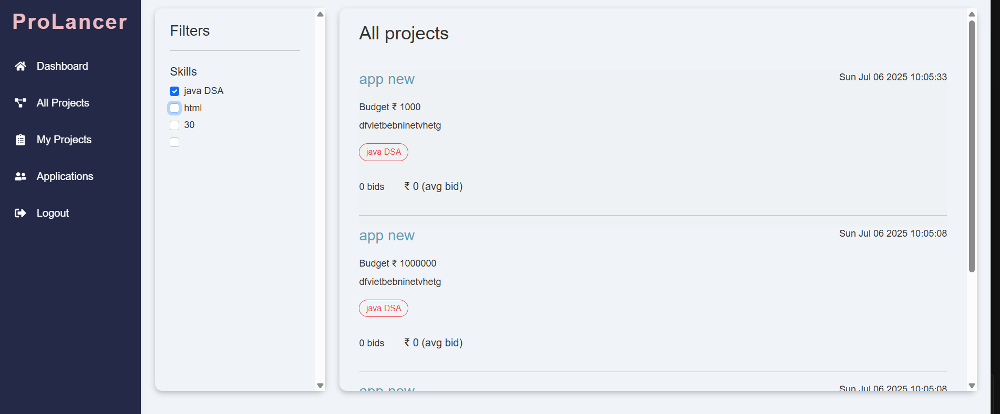 ProLancer
Dashboard
All Projects
My Projects
Applications
Logout
Filters
Skills
java DSA
html
30
All projects
app new
Sun Jul 06 2025 10:05:33
Budget ₹ 1000
dfvietbebninetvhetg
java DSA
0 bids ₹ 0 (avg bid)
app new
Sun Jul 06 2025 10:05:08
Budget ₹ 1000000
dfvietbebninetvhetg
java DSA
0 bids ₹ 0 (avg bid)
app new
Sun Jul 06 2025 10:05:08